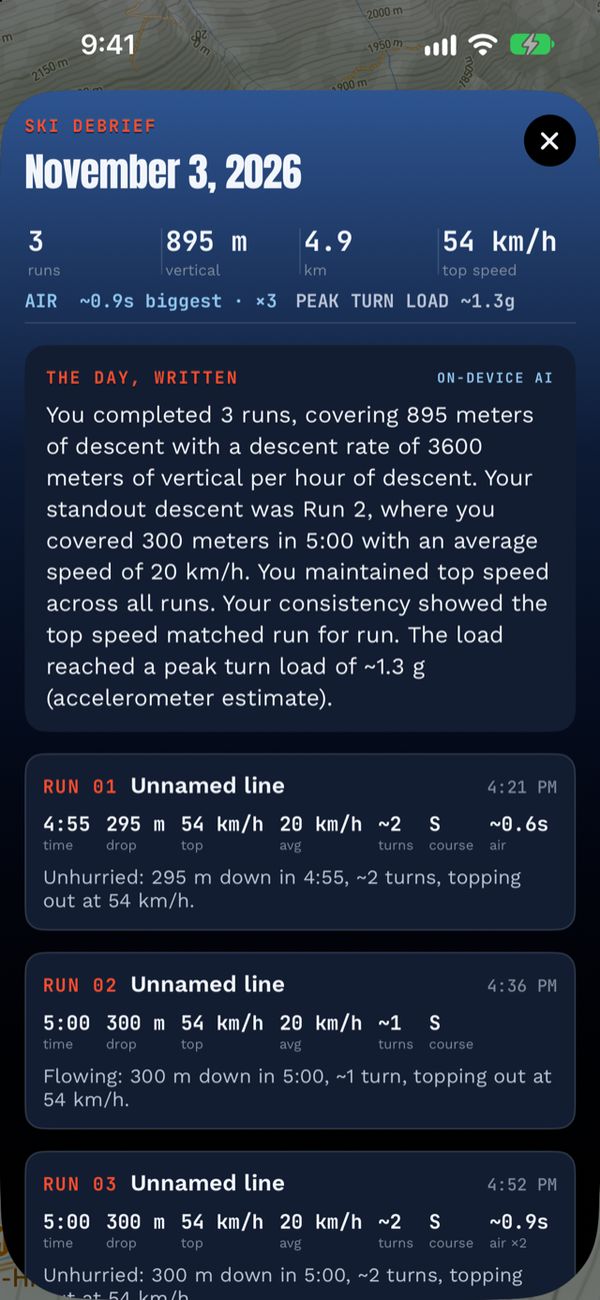 2000 m
9:41
1950 m
2150 m
1900 m
SKI DEBRIEF
November 3, 2026
3 895 m 4.9 54 km/h
runs vertical km top speed
AIR ~0.9s biggest · ×3 PEAK TURN LOAD ~1.3g
THE DAY, WRITTEN ON-DEVICE AI
You completed 3 runs, covering 895 meters
of descent with a descent rate of 3600
meters of vertical per hour of descent. Your
standout descent was Run 2, where you
covered 300 meters in 5:00 with an average
speed of 20 km/h. You maintained top speed
across all runs. Your consistency showed the
top speed matched run for run. The load
reached a peak turn load of ~1.3 g
(accelerometer estimate).
RUN 01 Unnamed line 4:21 PM
4:55 295 m 54 km/h 20 km/h ~2 S ~0.6s
time drop top avg turns course air
Unhurried: 295 m down in 4:55, ~2 turns, topping
out at 54 km/h.
RUN 02 Unnamed line 4:36 PM
5:00 300 m 54 km/h 20 km/h ~1 S
time drop top avg turns course
Flowing: 300 m down in 5:00, ~1 turn, topping out at
54 km/h.
RUN 03 Unnamed line 4:52 PM
5:00 300 m 54 km/h 20 km/h ~2 S ~0.9s
time drop top avg turns course air ×2
Unhurried: 300 m down in 5:00, ~2 turns, topping
out at 54 km/h.